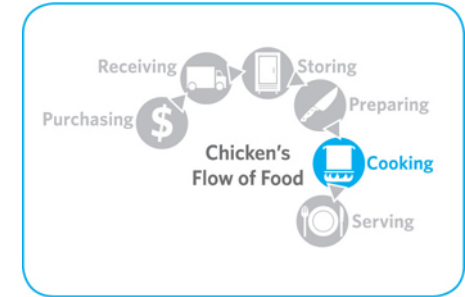 Receiving
Storing
Purchasing
$
Preparing
Chicken's
Flow of Food
Cooking
Serving